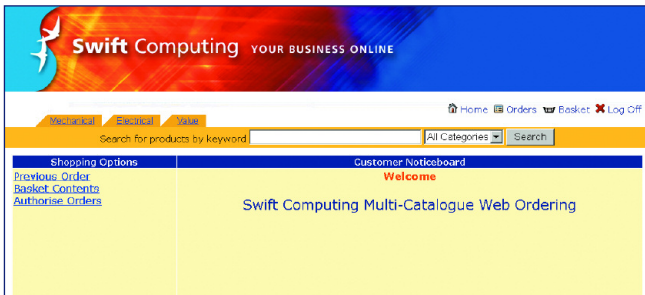 Swift Computing YOUR BUSINESS ONLINE
Home Orders Basket Log Off
Mechanical Electrical Value
Search for products by keyword All Categories Search
Shopping Options Customer Noticeboard
Previous Order Welcome
Basket Contents
Authorise Orders Swift Computing Multi-Catalogue Web Ordering